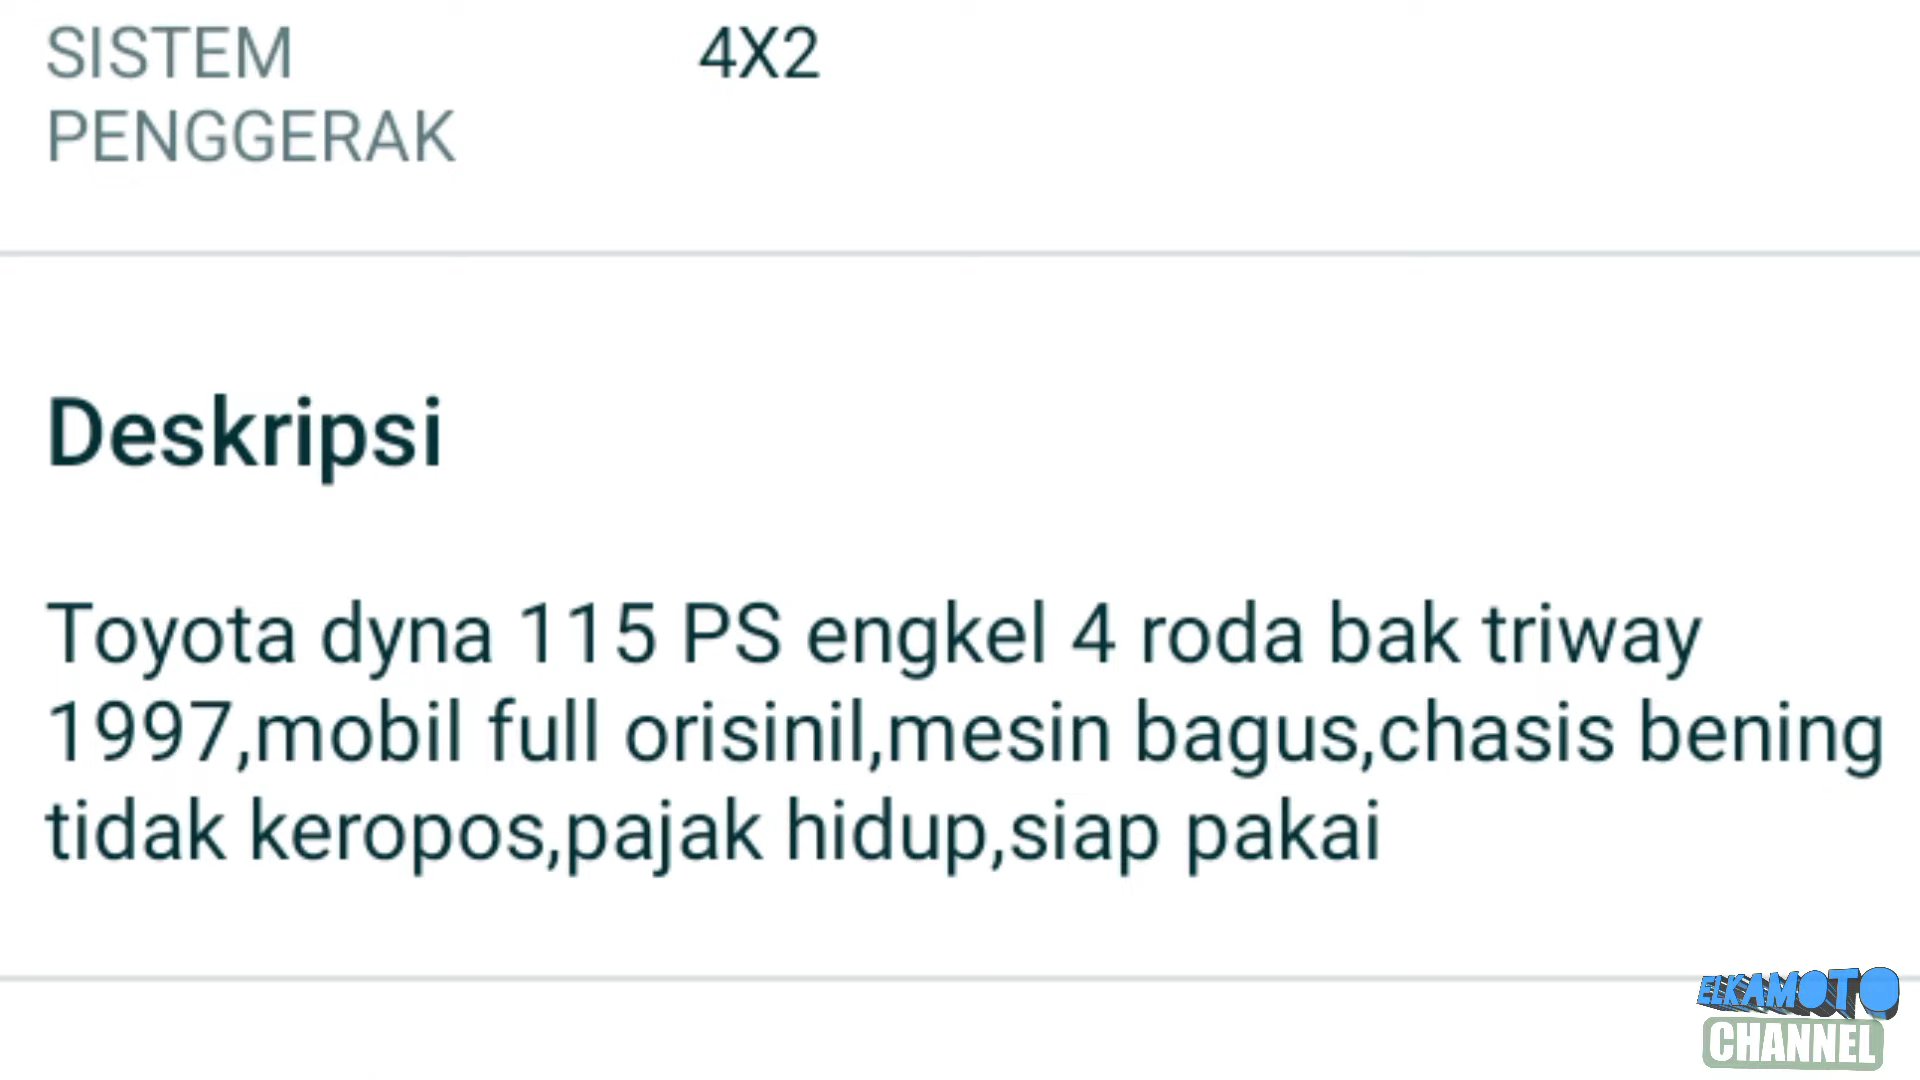 SISTEM 4X2
PENGGERAK
Deskripsi
Toyota dyna 115 PS engkel 4 roda bak triway
1997,mobil full orisinil,mesin bagus,chasis bening
tidak keropos,pajak hidup,siap pakai
ELKAMOTO
CHANNEL